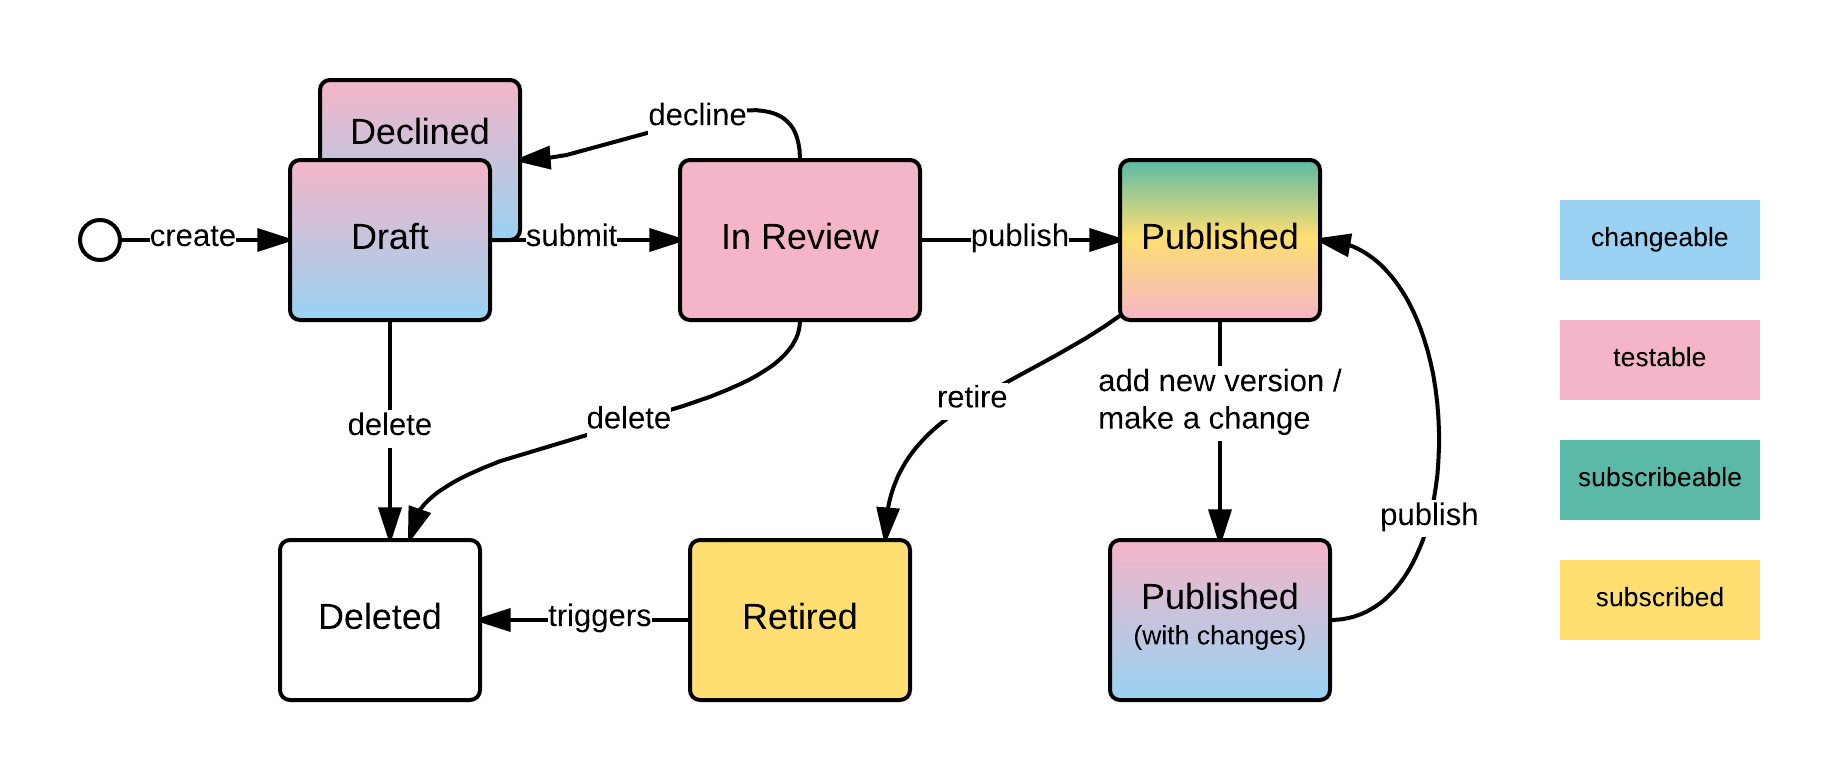 Declined
decline
create
Draft
submit
In Review
publish
Published
changeable
testable
delete
delete
retire
add new version /
make a change
subscribeable
publish
Deleted
triggers
Retired
Published
(with changes)
subscribed